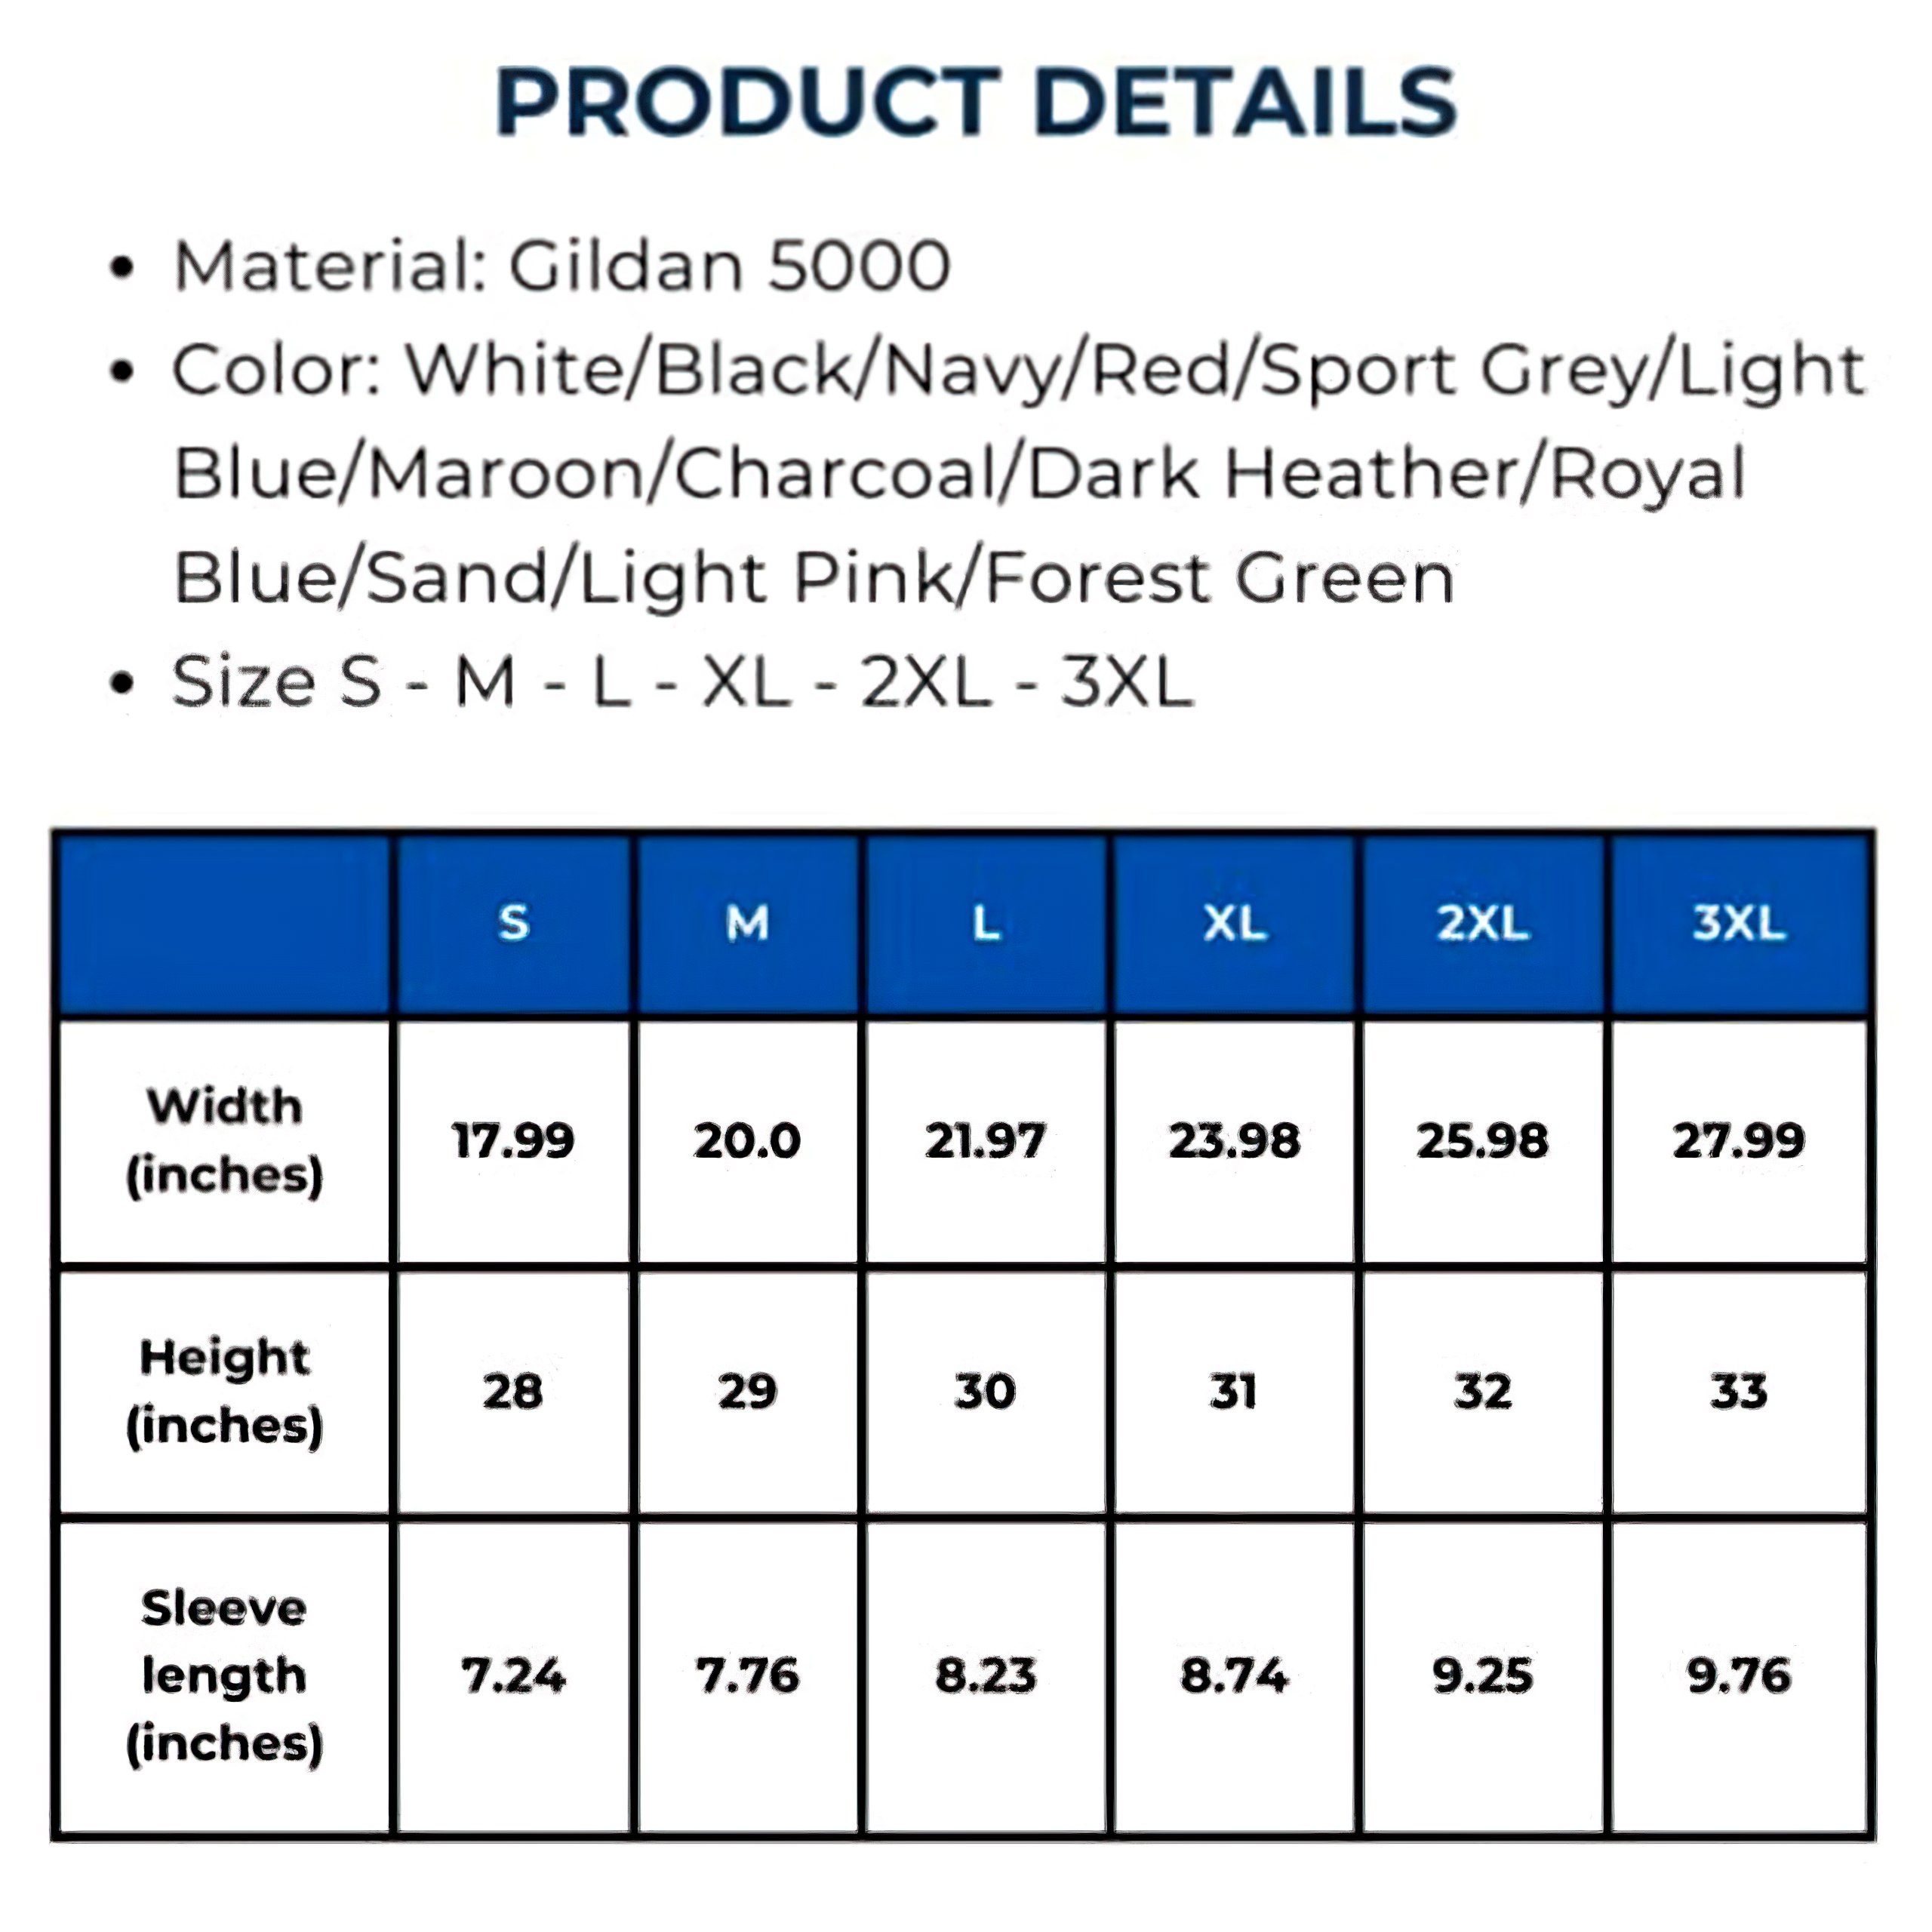 PRODUCT DETAILS
• Material: Gildan 5000
• Color: White/Black/Navy/Red/Sport Grey/Light
Blue/Maroon/Charcoal/Dark Heather/Royal
Blue/Sand/Light Pink/Forest Green
• Size S - M - L - XL - 2XL - 3XL
S M L XL 2XL 3XL
Width
(inches)
17.99 20.0 21.97 23.98 25.98 27.99
Height
(inches)
28 29 30 31 32 33
Sleeve
length
(inches)
7.24 7.76 8.23 8.74 9.25 9.76